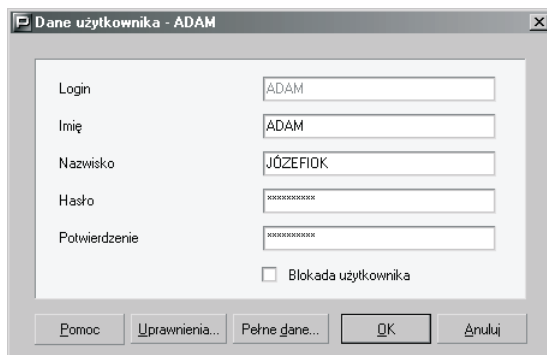 Dane użytkownika - ADAM
Login ADAM
Imię ADAM
Nazwisko JÓZEFIOK
Hasło **********
Potwierdzenie **********
Blokada użytkownika
Pomoc Uprawnienia... Pełne dane... OK Anuluj